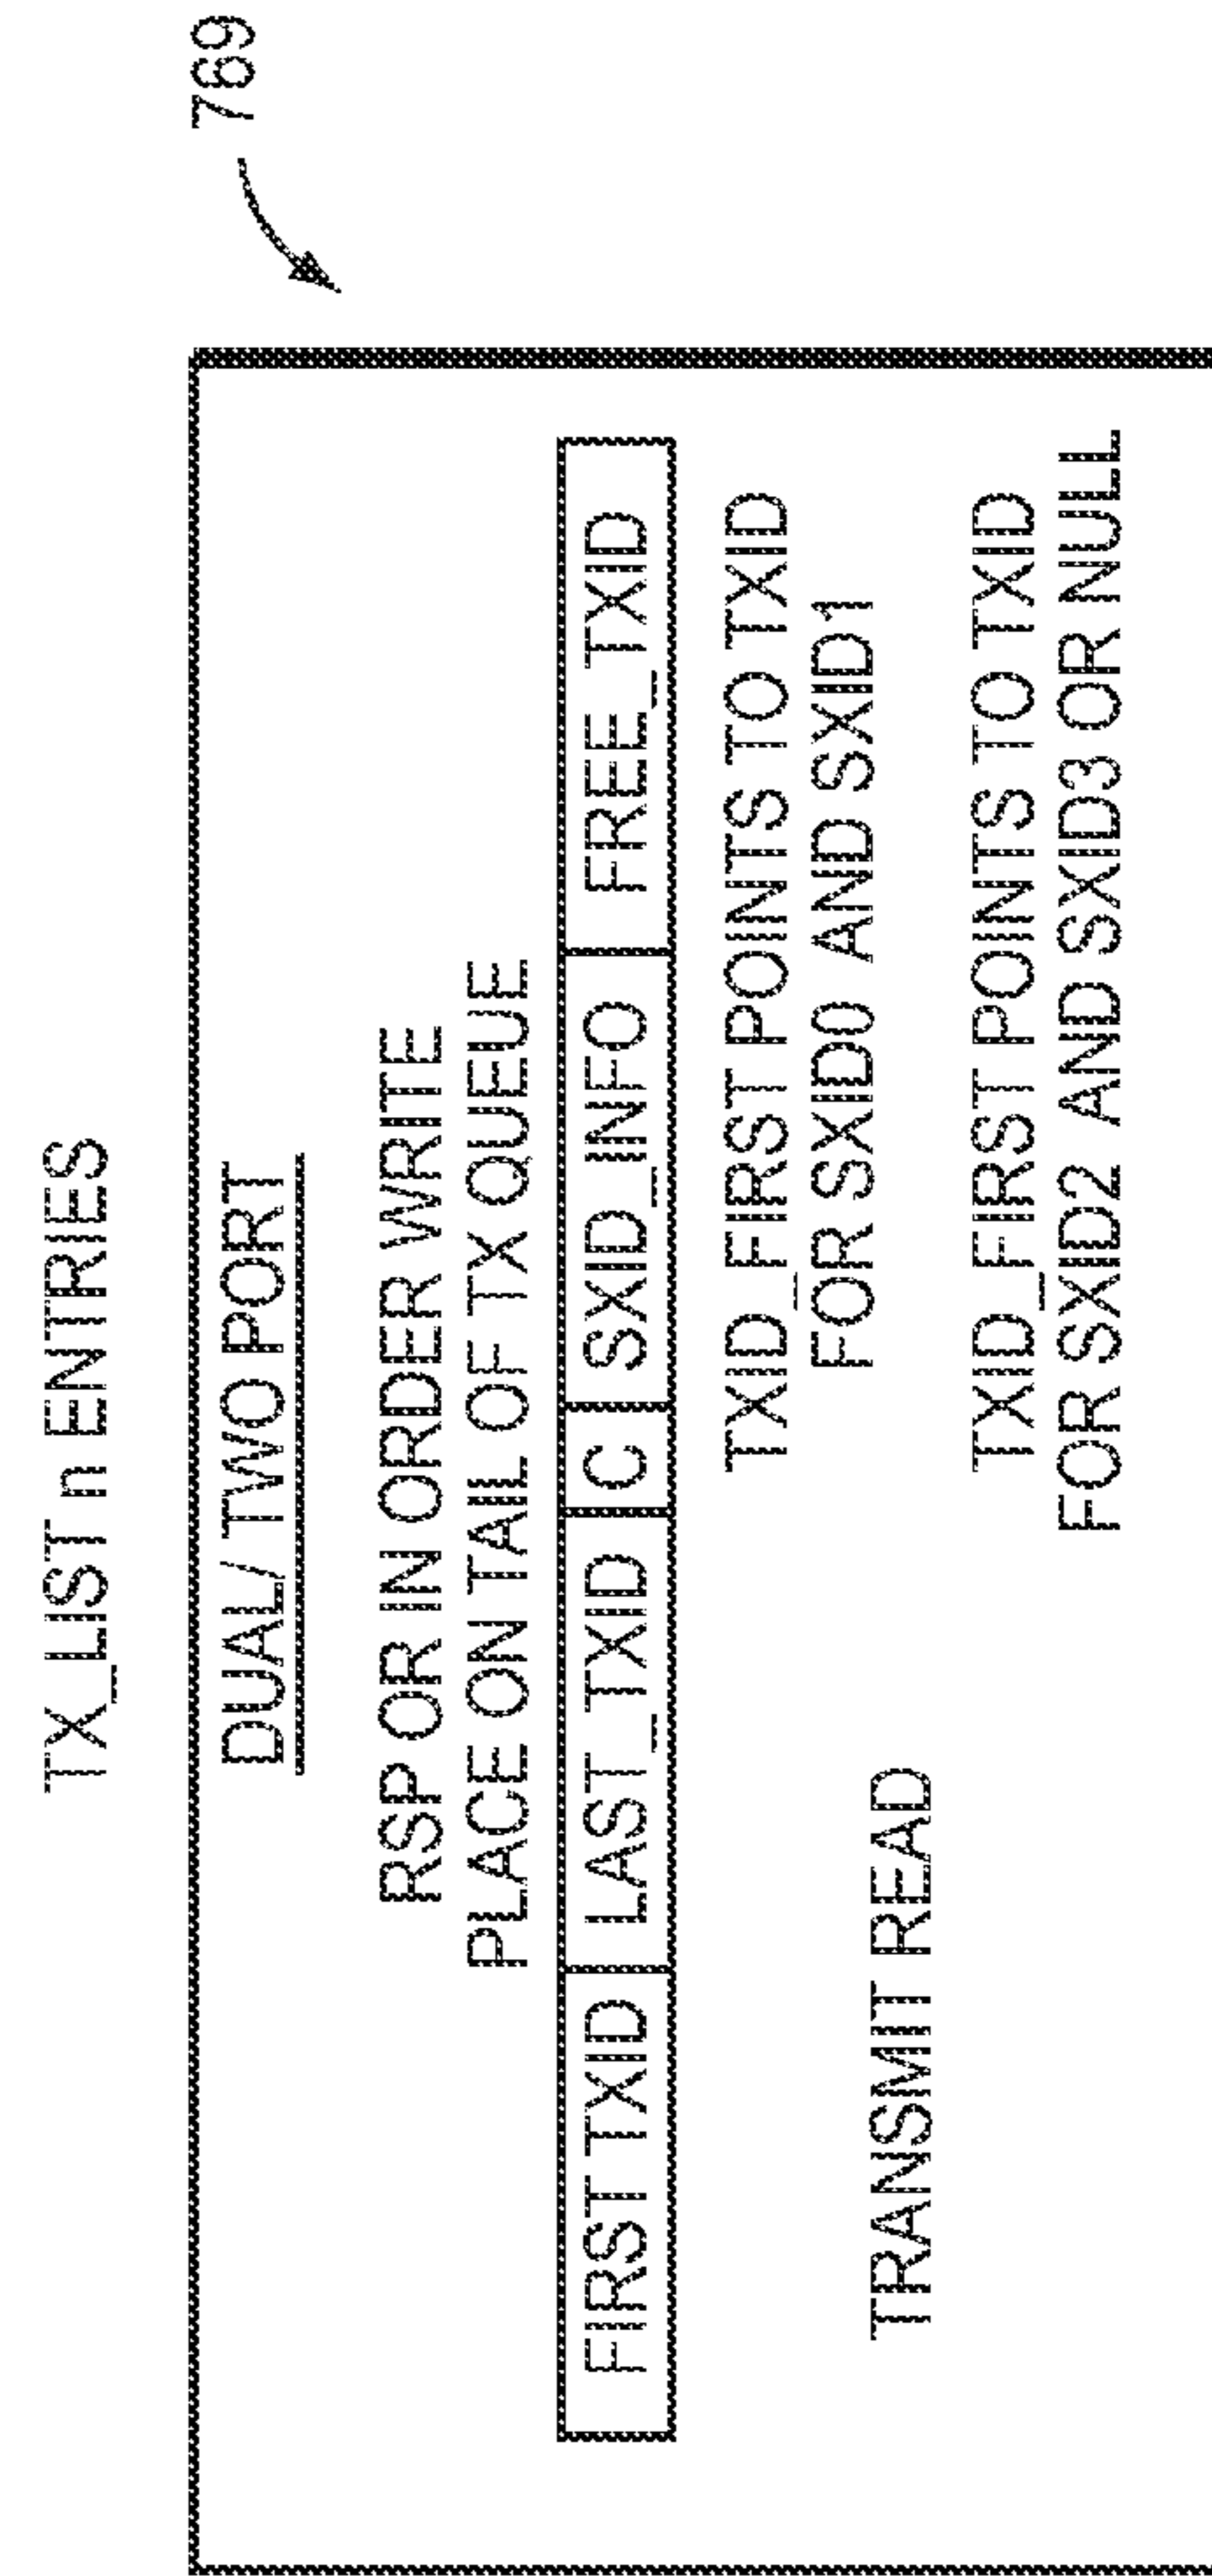 TX_LIST n ENTRIES
769
DUAL/ TWO PORT
RSP OR IN ORDER WRITE
PLACE ON TAIL OF TX QUEUE
FIRST TXID LAST_TXID C SXID_INFO FREE_TXID
TXID_FIRST POINTS TO TXID
FOR SXID0 AND SXID1
TRANSMIT READ
TXID_FIRST POINTS TO TXID
FOR SXID2 AND SXID3 OR NULL